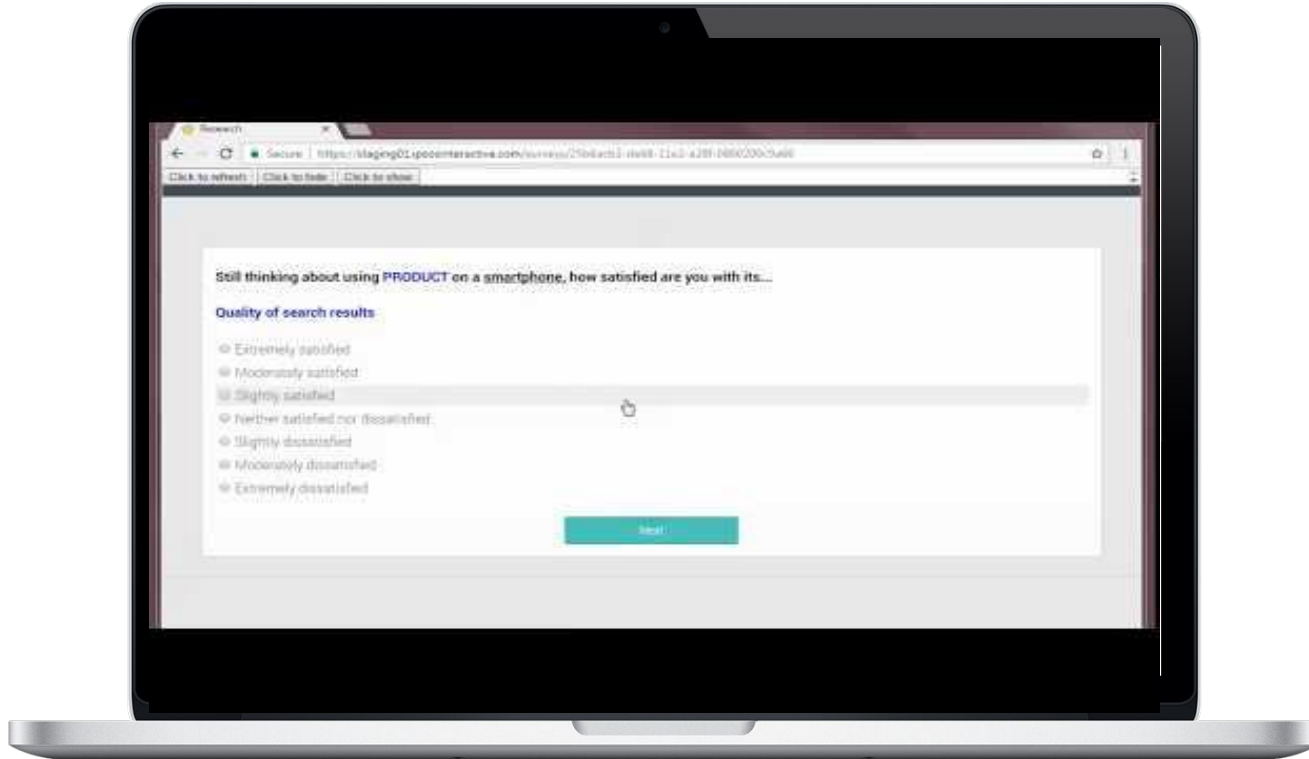 Research
Secure | https://staging01.
Click to refresh Click to hide Click to show
Still thinking about using PRODUCT on a smartphone, how satisfied are you with its...
Quality of search results
Extremely satisfied
Moderately satisfied
Slightly satisfied
Neither satisfied nor dissatisfied
Slightly dissatisfied
Moderately dissatisfied
Extremely dissatisfied
Next